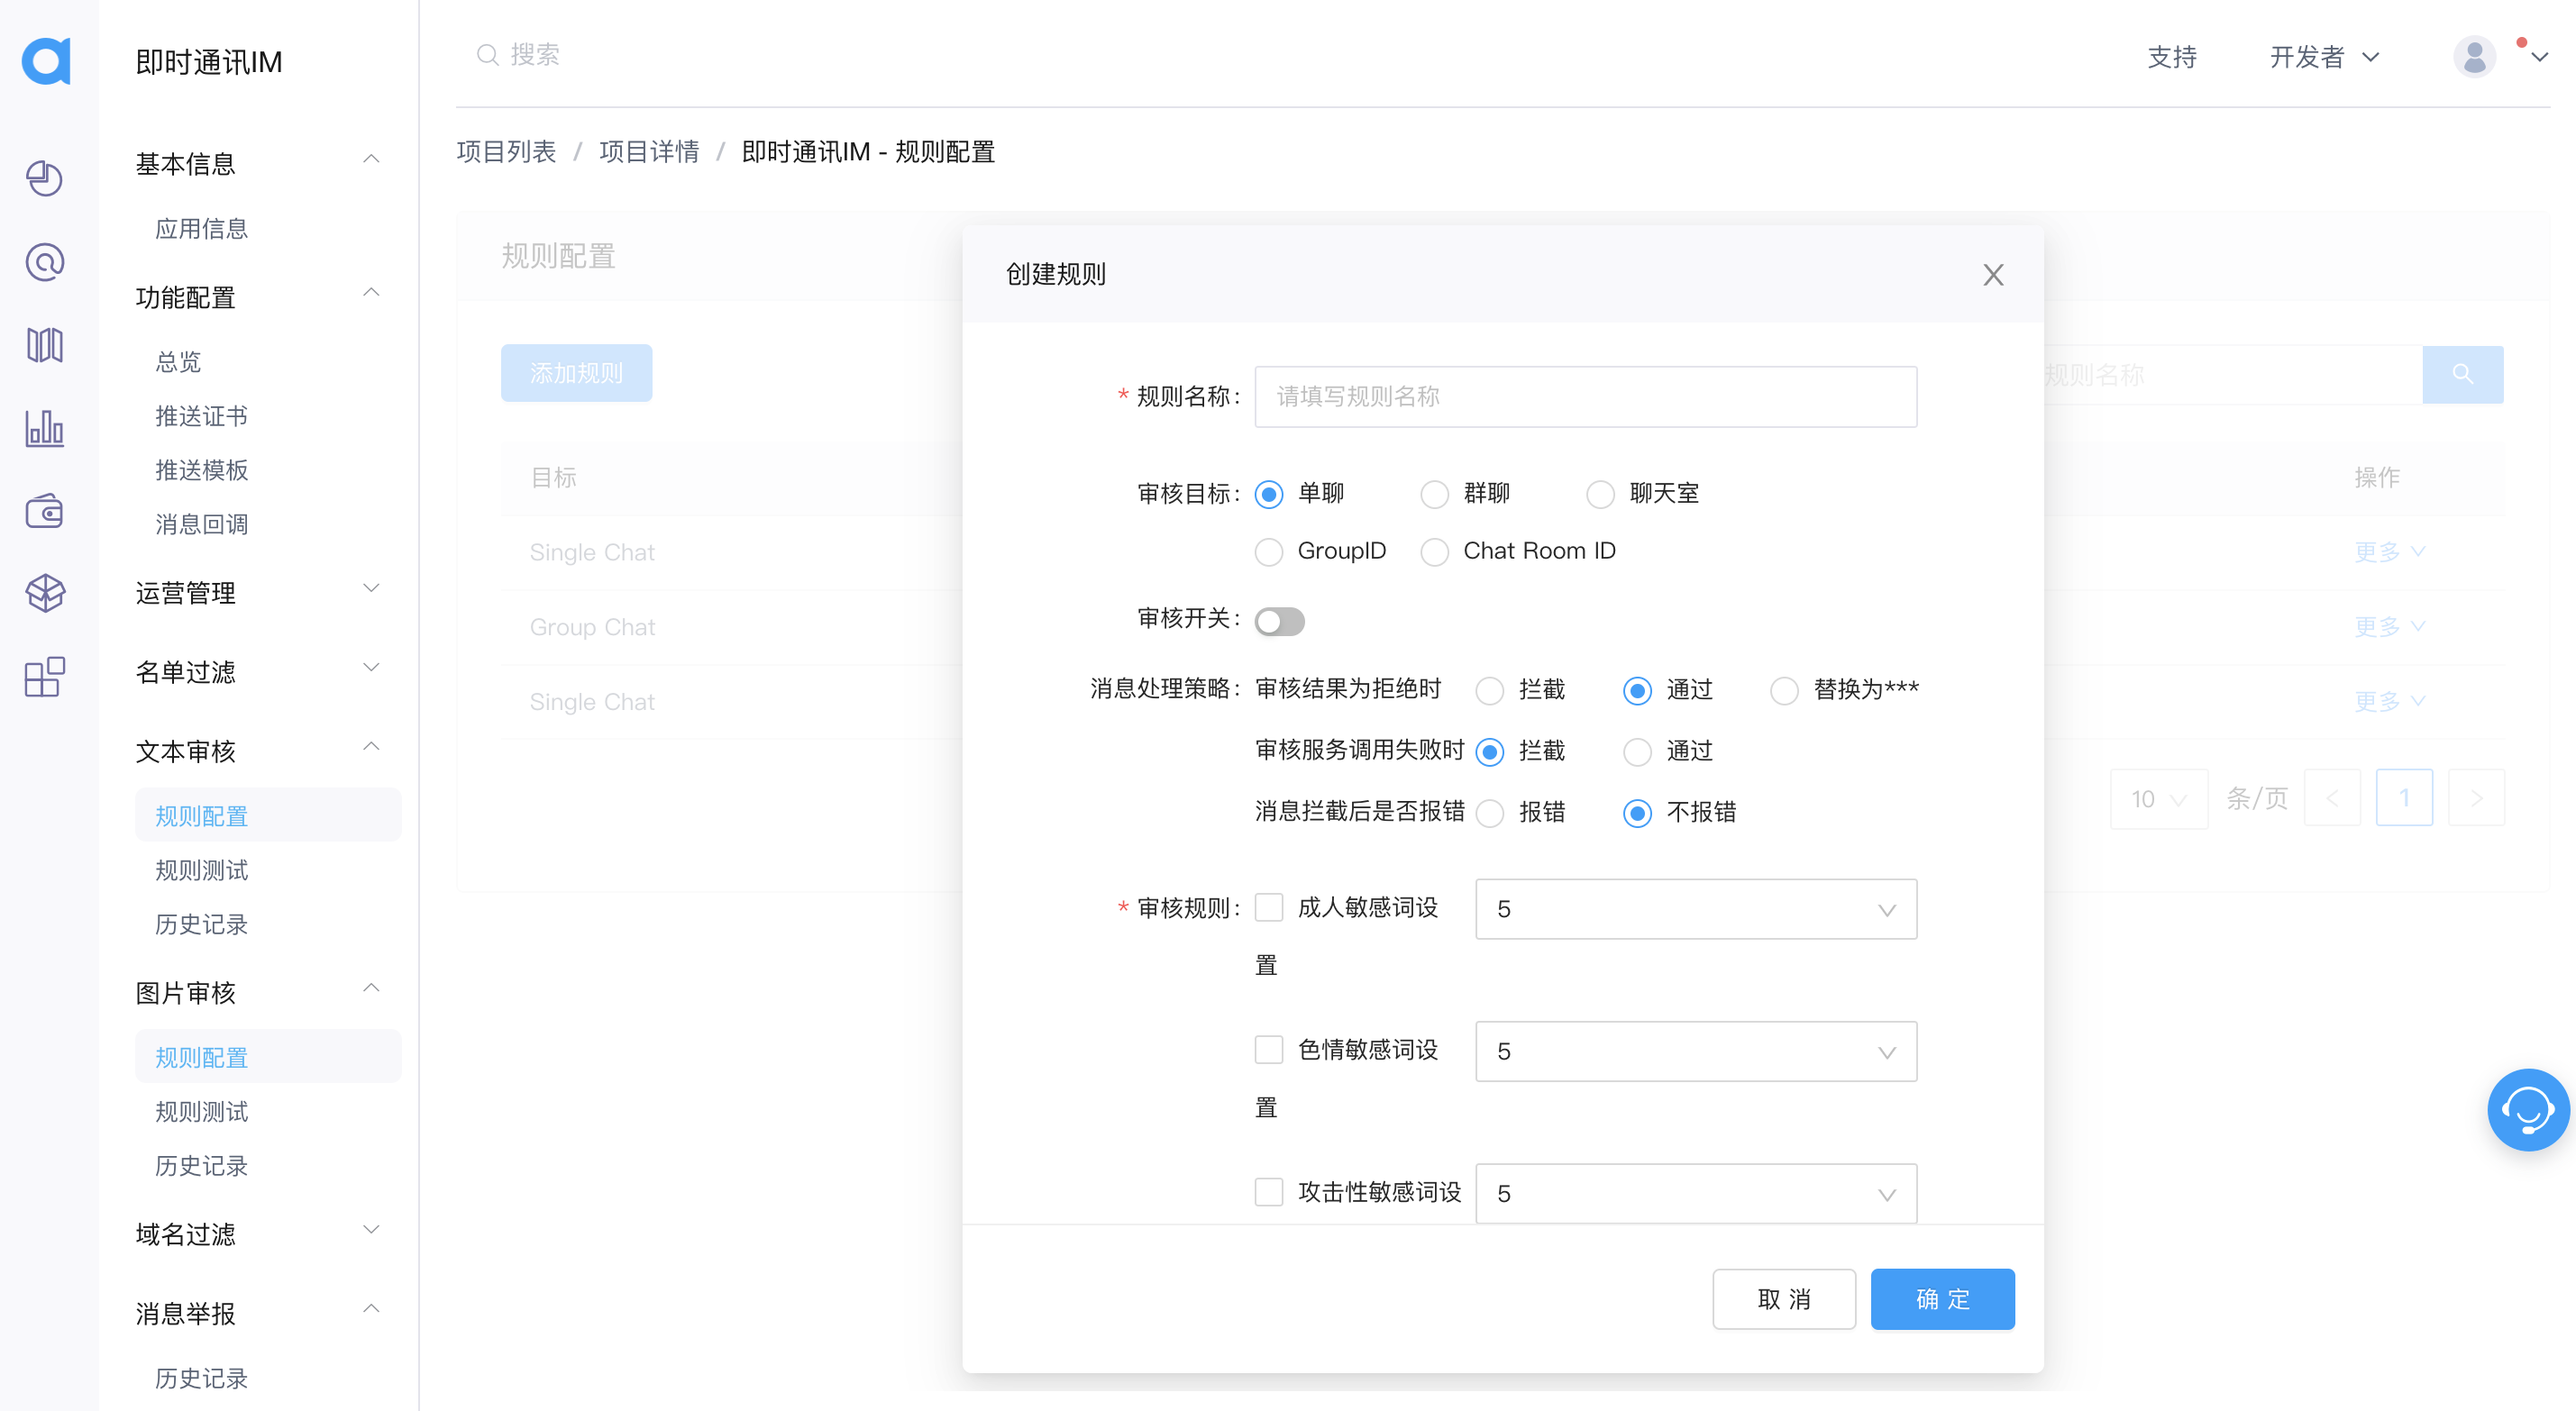 即时通讯IM
基本信息
应用信息
功能配置
总览
推送证书
推送模板
消息回调
运营管理
名单过滤
文本审核
规则配置
规则测试
历史记录
图片审核
规则配置
规则测试
历史记录
域名过滤
消息举报
历史记录
搜索
支持
开发者
项目列表 / 项目详情 / 即时通讯IM - 规则配置
规则配置
添加规则
规则名称
目标
操作
Single Chat
更多
Group Chat
更多
Single Chat
更多
10
条/页
1
创建规则
* 规则名称:
请填写规则名称
审核目标: 单聊 群聊 聊天室
GroupID Chat Room ID
审核开关:
消息处理策略: 审核结果为拒绝时 拦截 通过 替换为***
审核服务调用失败时 拦截 通过
消息拦截后是否报错 报错 不报错
* 审核规则: 成人敏感词设 5
置
色情敏感词设 5
置
攻击性敏感词设 5
取 消
确 定